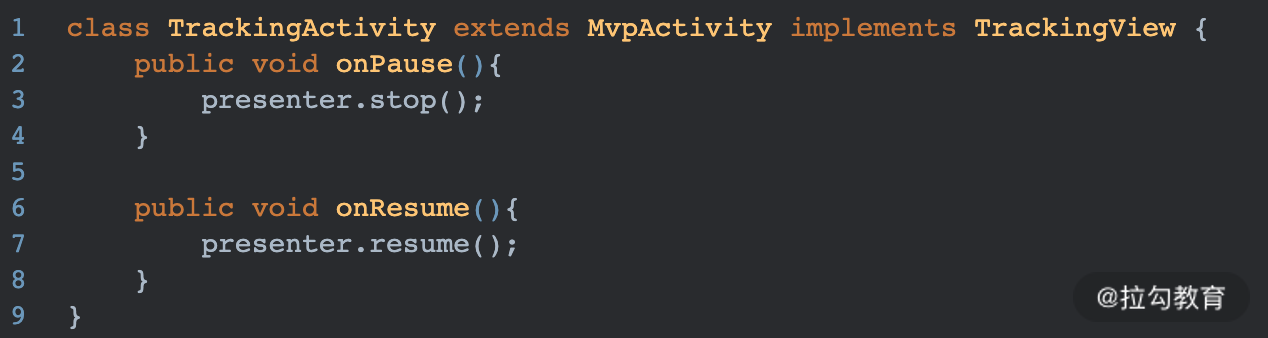 1 class TrackingActivity extends MvpActivity implements TrackingView {
2     public void onPause(){
3         presenter.stop();
4     }
5
6     public void onResume(){
7         presenter.resume();
8     }
9 }
@拉勾教育